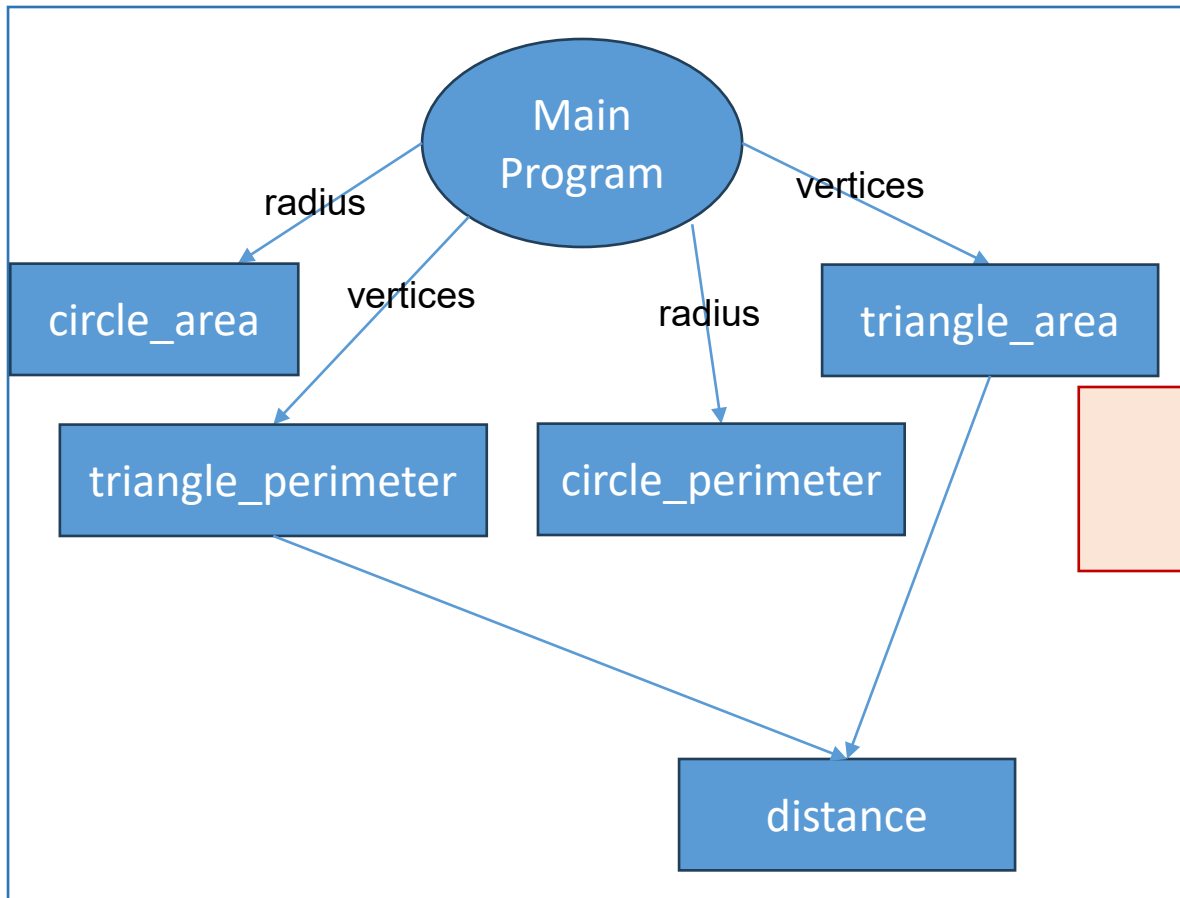 Main
Program
radius
vertices
vertices
radius
circle_area
triangle_area
triangle_perimeter
circle_perimeter
distance